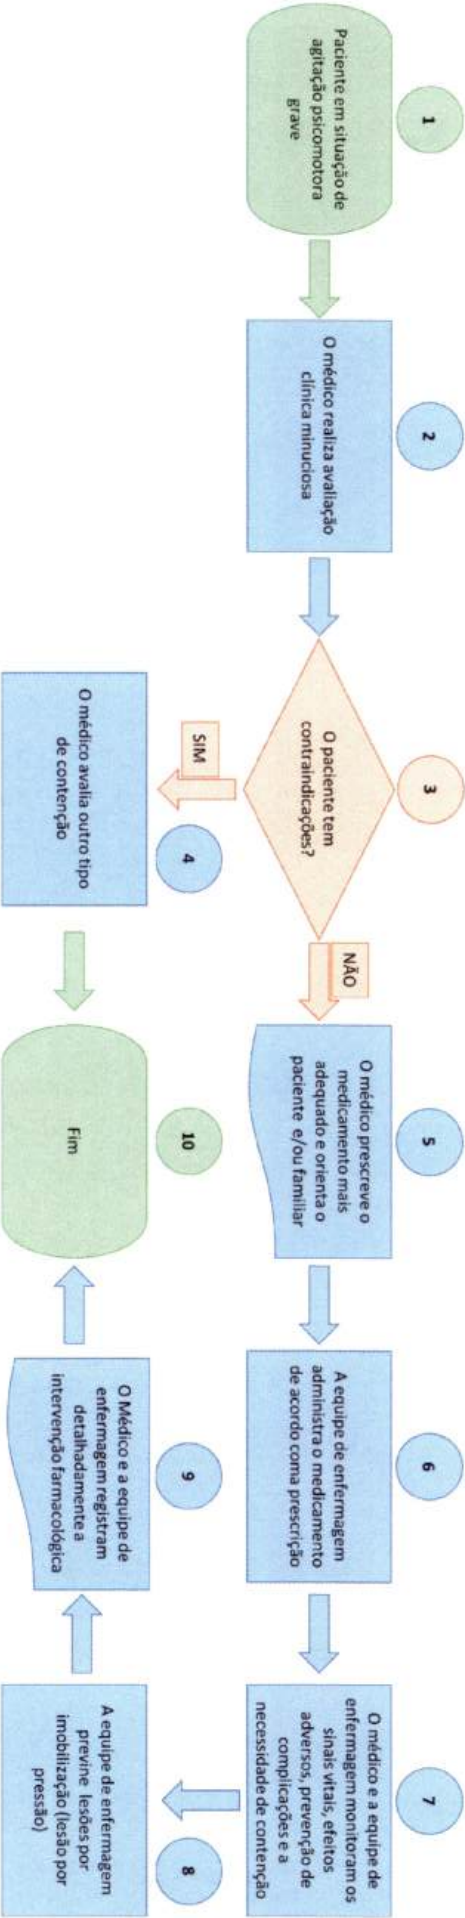 1
Paciente em situação de
agitação psicomotora
grave
2
O médico realiza avaliação
clínica minuciosa
3
O paciente tem
contraindicações?
SIM
4
O médico avalia outro tipo
de contenção
NÃO
5
O médico prescreve o
medicamento mais
adequado e orienta o
paciente e/ou familiar
6
A equipe de enfermagem
administra o medicamento
de acordo coma prescrição
7
O médico e a equipe de
enfermagem monitoram os
sinais vitais, efeitos
adversos, prevenção de
complicações e a
necessidade de contenção
8
A equipe de enfermagem
previne lesões por
imobilização (lesão por
pressão)
9
O Médico e a equipe de
enfermagem registram
detalhadamente a
intervenção farmacológica
10
Fim